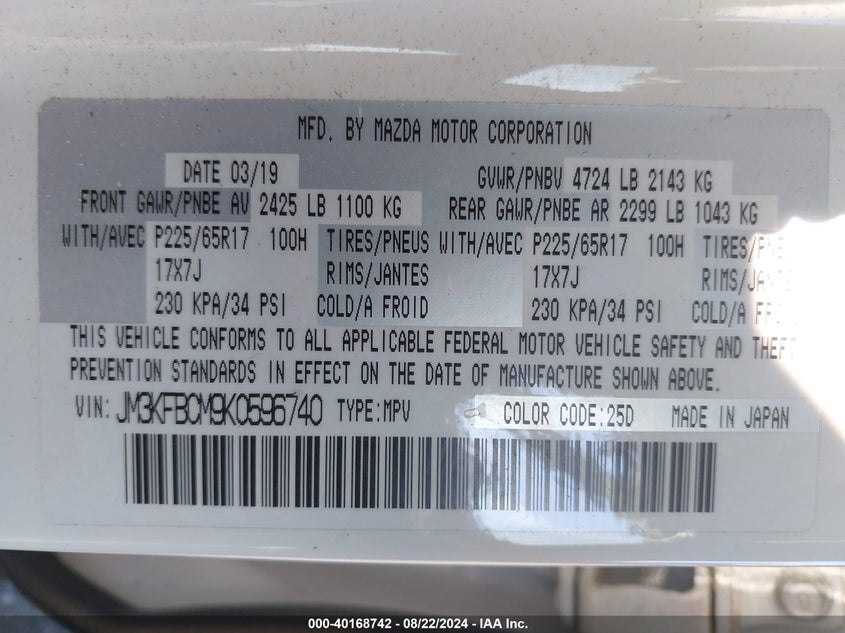 MFD. BY MAZDA MOTOR CORPORATION
DATE 03/19 GVWR/PNBV 4724 LB 2143 KG
FRONT GAWR/PNBE AV 2425 LB 1100 KG REAR GAWR/PNBE AR 2299 LB 1043 KG
WITH/AVEC P225/65R17 100H TIRES/PNEUS WITH/AVEC P225/65R17 100H TIRES/PNE
17X7J RIMS/JANTES 17X7J RIMS/JANTES
230 KPA/34 PSI COLD/A FROID 230 KPA/34 PSI COLD/A FRO
THIS VEHICLE CONFORMS TO ALL APPLICABLE FEDERAL MOTOR VEHICLE SAFETY AND THEFT
PREVENTION STANDARDS IN EFFECT ON THE DATE OF MANUFACTURE SHOWN ABOVE.
VIN: JM3KFBCM9K0596740 TYPE:MPV COLOR CODE:25D MADE IN JAPAN
000-40168742 - 08/22/2024 - IAA Inc.